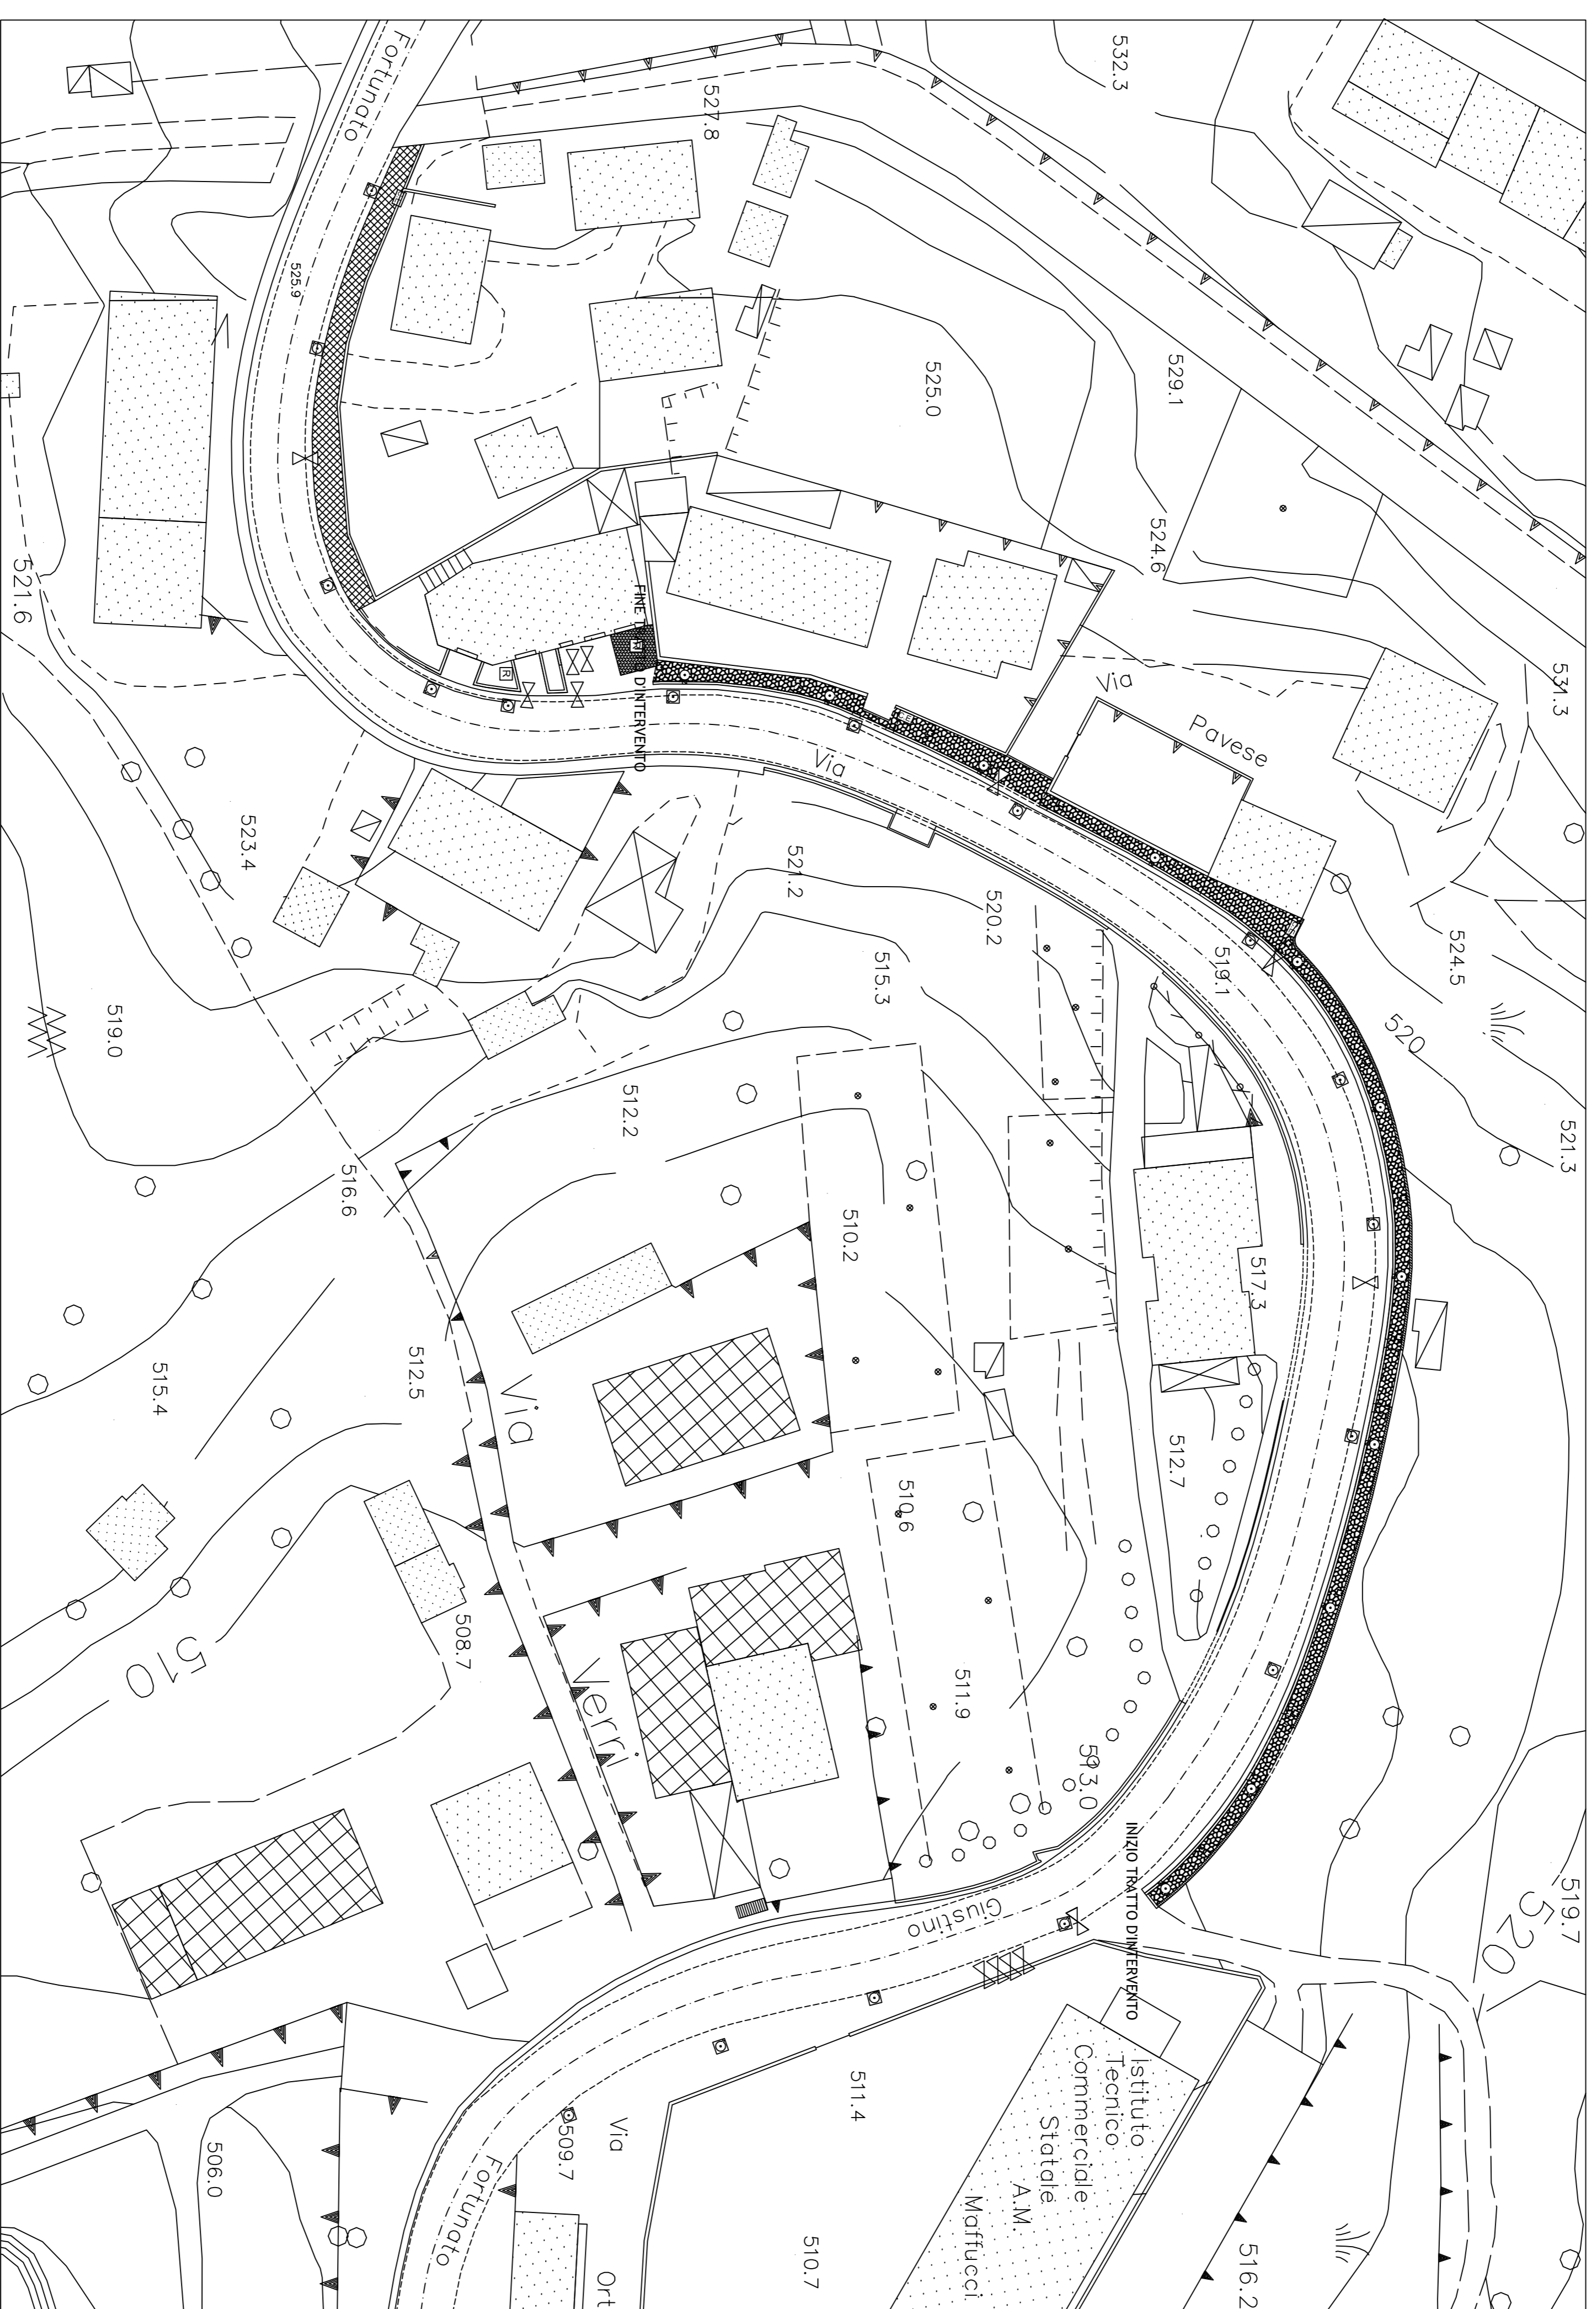 Fortunato
527.8
532.3
525.9
525.0
529.1
524.6
521.6
531.3
FINE TRATTO D'INTERVENTO
R
R
Via
Pavese
Via
523.4
521.2
520.2
519.1
524.5
515.3
519.0
520
521.3
512.2
516.6
510.2
517.3
515.4
512.5
Via
512.7
510.6
508.7
510
Verri
511.9
513.0
INIZIO TRATTO D'INTERVENTO
519.7
520
Giustino
Istituto
Tecnico
Commerciale
Statale
A.M.
Maffucci
511.4
Via
509.7
506.0
Fortunato
510.7
516.2
Ort